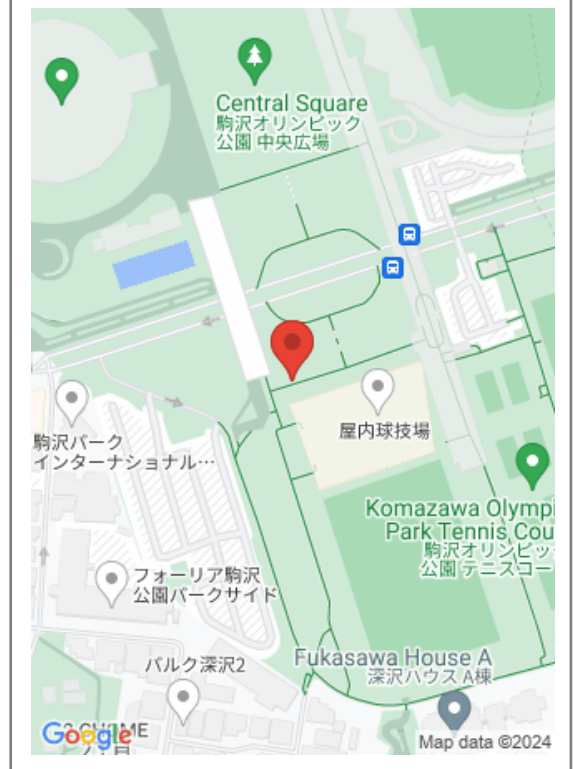 Central Square
駒沢オリンピック
公園 中央広場
駒沢パーク
インターナショナル…
屋内球技場
Komazawa Olympi
Park Tennis Cou
駒沢オリンピッ
公園 テニスコー
フォーリア駒沢
公園パークサイド
パルク深沢2
Fukasawa House A
深沢ハウス A棟
CHOME
Google
Map data ©2024